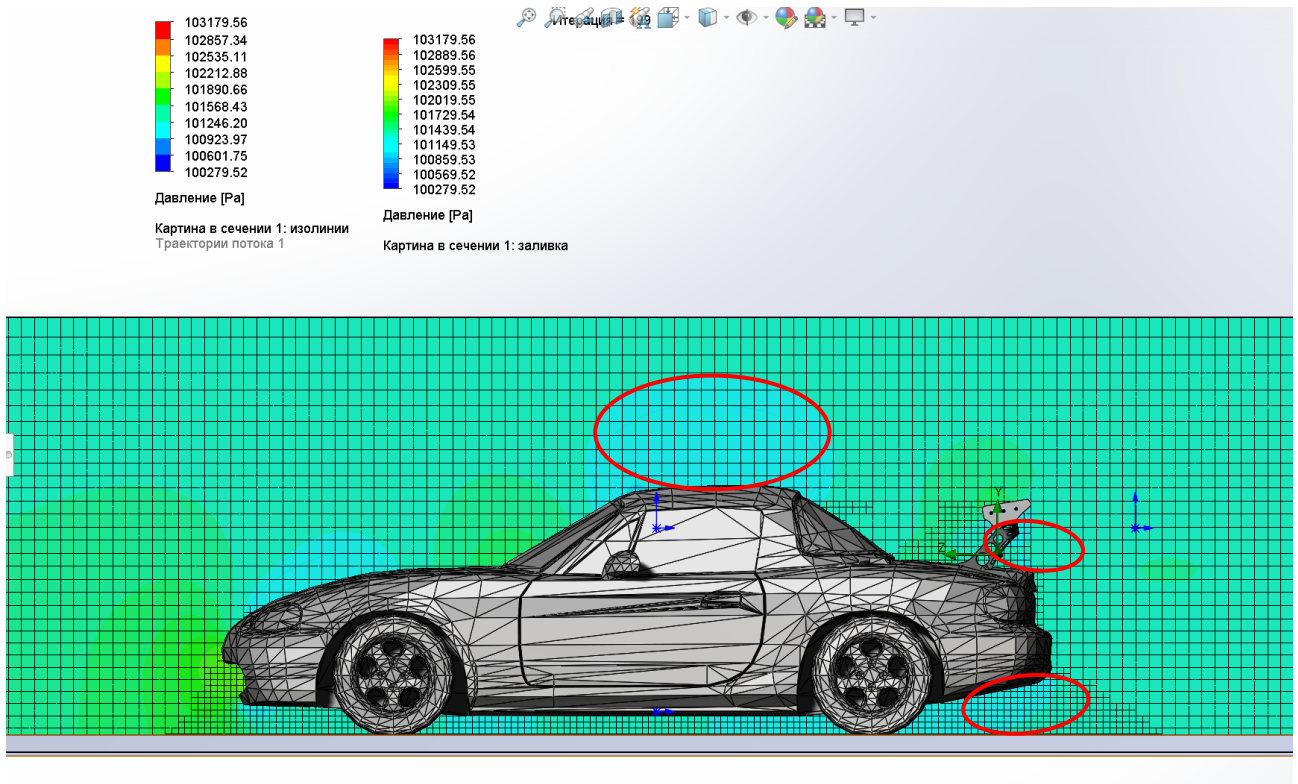 Итерация = 199
103179.56
102857.34
102535.11
102212.88
101890.66
101568.43
101246.20
100923.97
100601.75
100279.52
Давление [Pa]
Картина в сечении 1: изолинии
Траектории потока 1
103179.56
102889.56
102599.55
102309.55
102019.55
101729.54
101439.54
101149.53
100859.53
100569.52
100279.52
Давление [Pa]
Картина в сечении 1: заливка
Y
Z